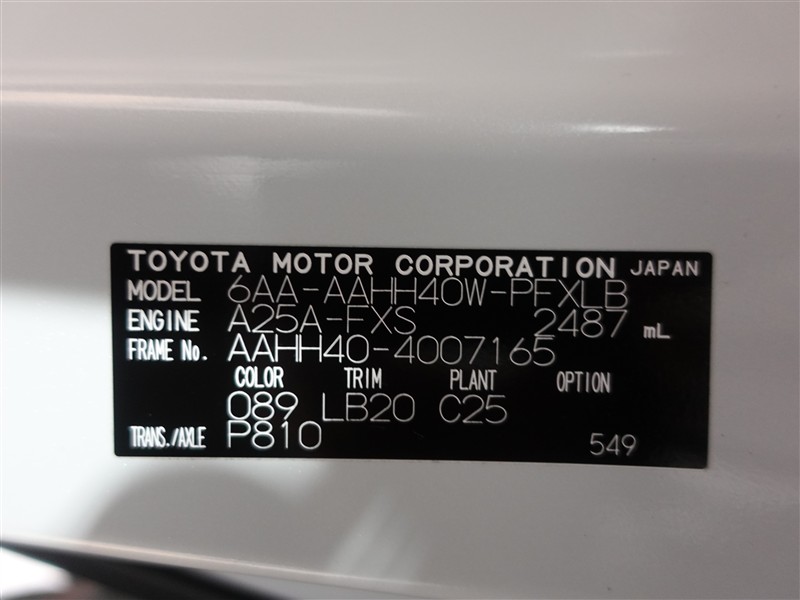 TOYOTA MOTOR CORPORATION JAPAN
MODEL 6AA-AAHH40W-PFXLB
ENGINE A25A-FXS 2487 mL
FRAME No. AAHH40-4007165
COLOR TRIM PLANT OPTION
089 LB20 C25
TRANS./AXLE P810 549